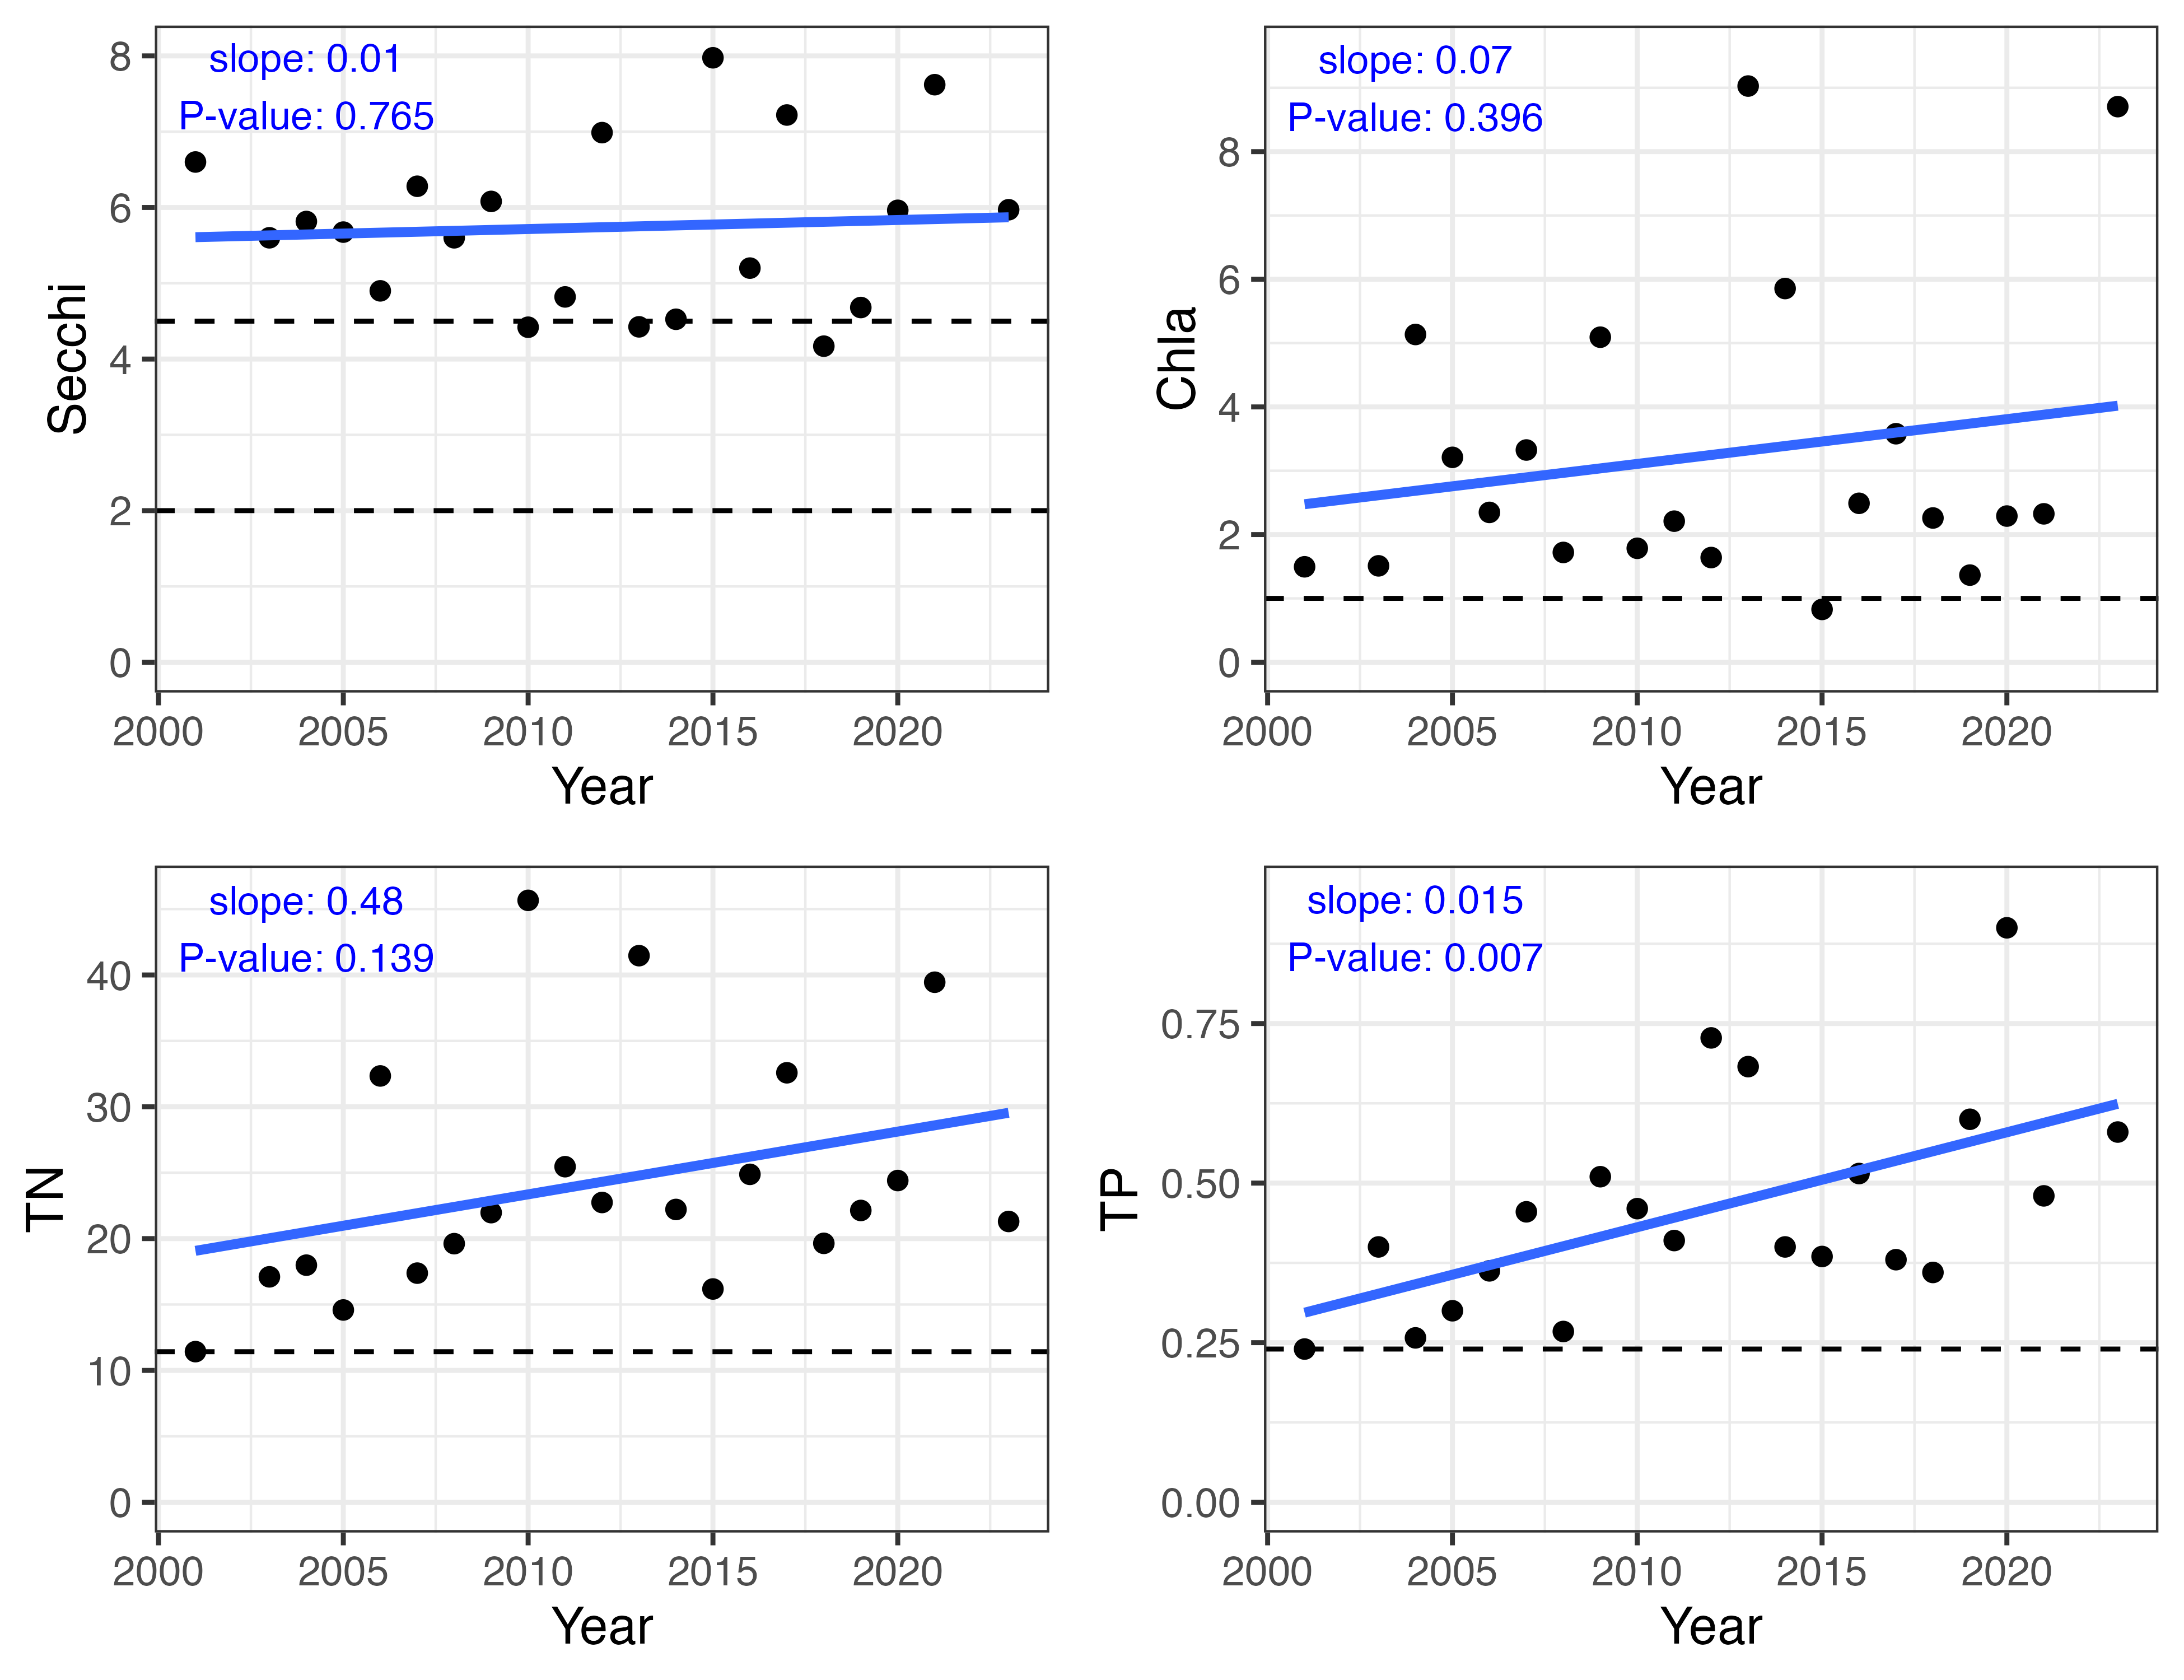 slope: 0.01
P-value: 0.765
8
6
4
2
0
Secchi
2000 2005 2010 2015 2020
Year
slope: 0.07
P-value: 0.396
8
6
4
2
0
Chla
2000 2005 2010 2015 2020
Year
slope: 0.48
P-value: 0.139
40
30
20
10
0
TN
2000 2005 2010 2015 2020
Year
slope: 0.015
P-value: 0.007
0.75
0.50
0.25
0.00
TP
2000 2005 2010 2015 2020
Year